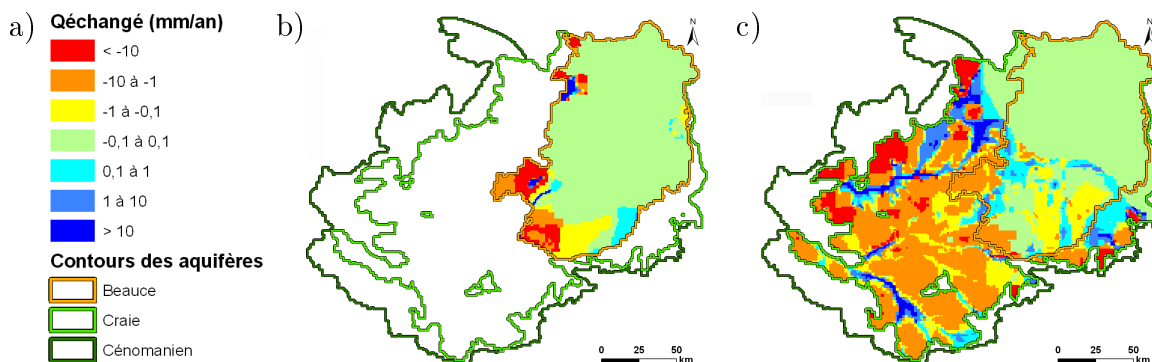 a)
Qéchangé (mm/an)
< -10
-10 à -1
-1 à -0,1
-0,1 à 0,1
0,1 à 1
1 à 10
> 10
Contours des aquifères
Beauce
Craie
Cénomanien
b)
N
0 25 50
km
c)
N
0 25 50
km